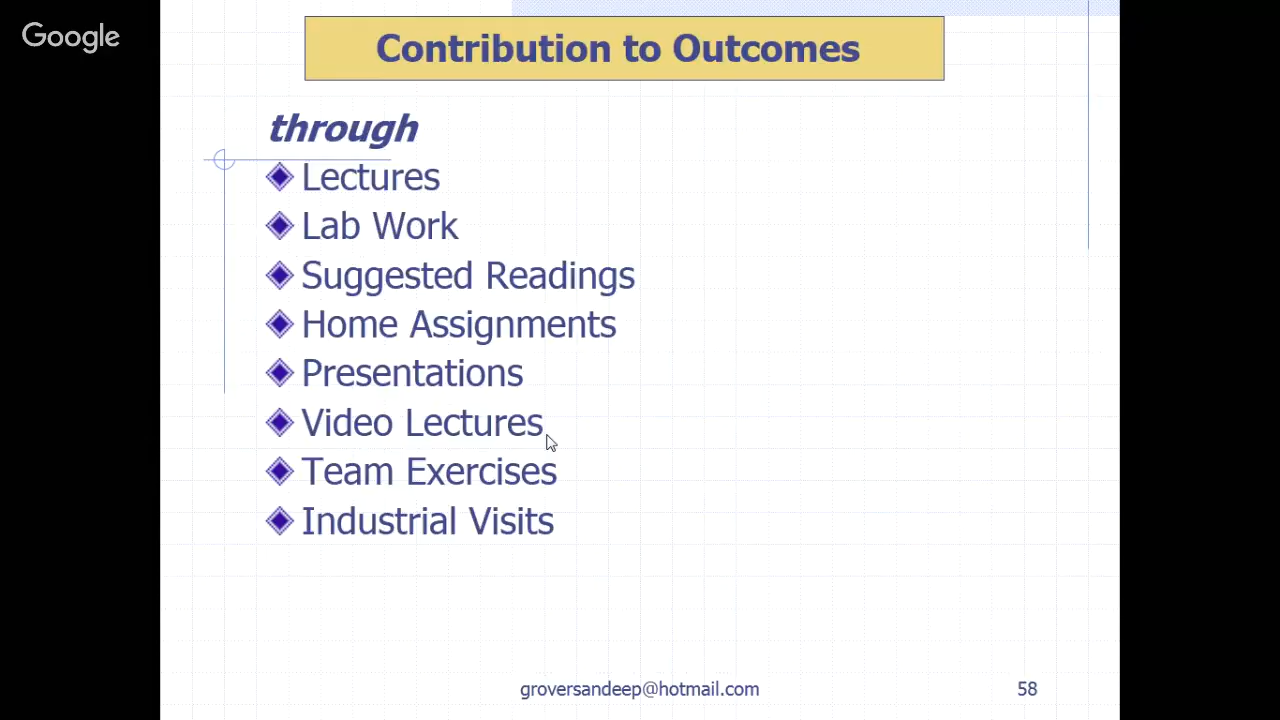 Google
Contribution to Outcomes
through
Lectures
Lab Work
Suggested Readings
Home Assignments
Presentations
Video Lectures
Team Exercises
Industrial Visits
groversandeep@hotmail.com
58